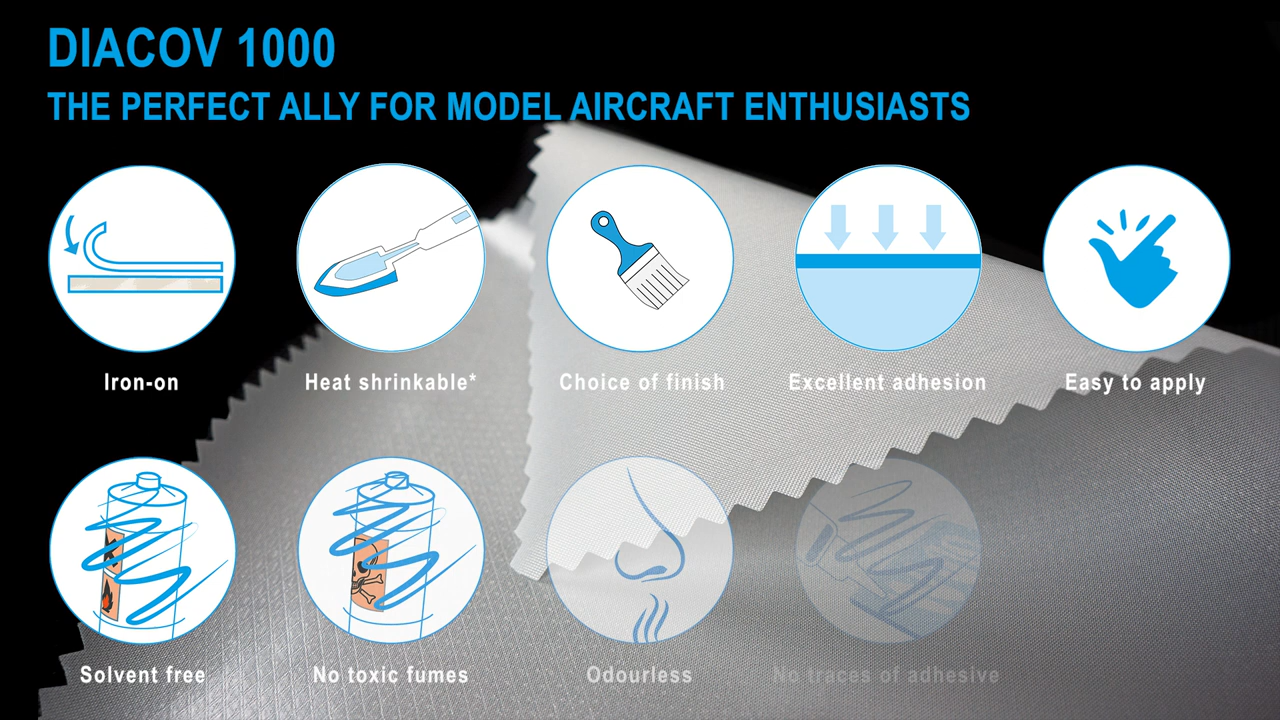 DIACOV 1000
THE PERFECT ALLY FOR MODEL AIRCRAFT ENTHUSIASTS
Iron-on
Heat shrinkable*
Choice of finish
Excellent adhesion
Easy to apply
Solvent free
No toxic fumes
Odourless
No traces of adhesive